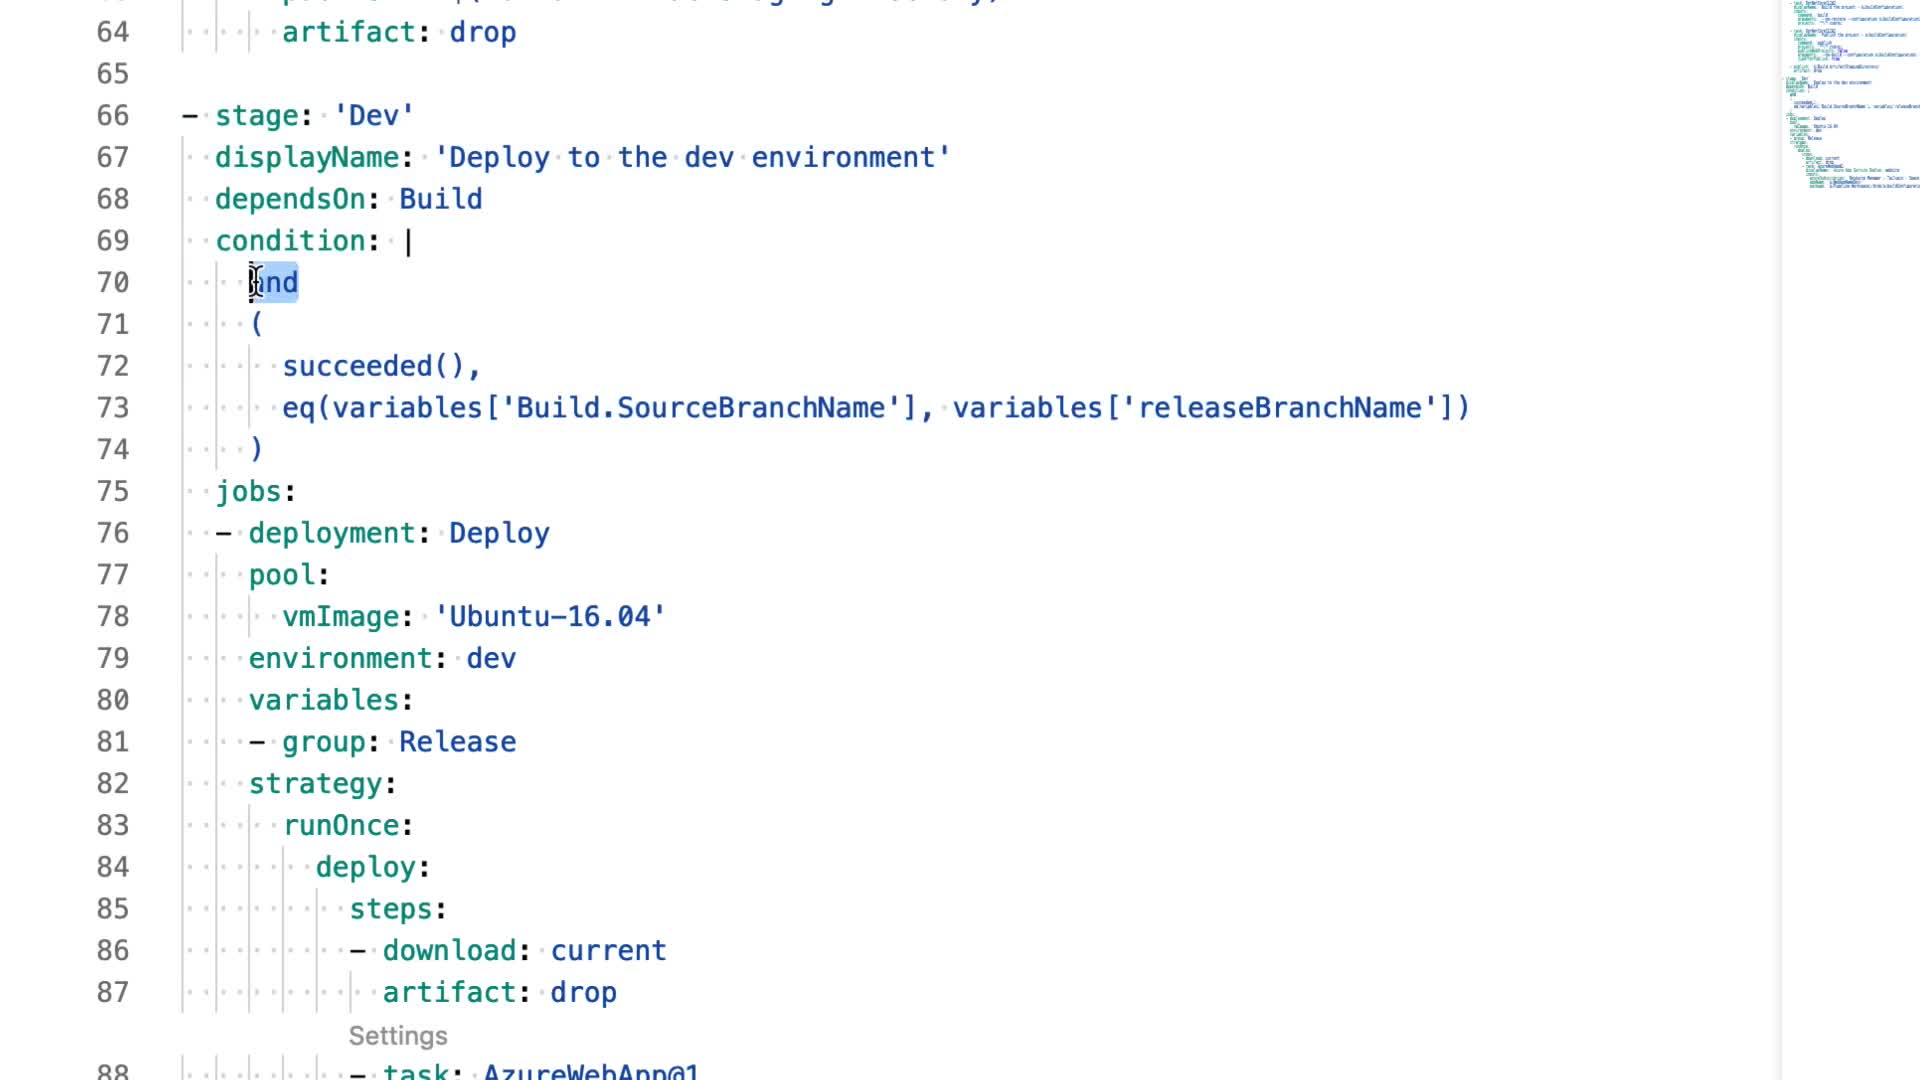 64 artifact: drop
65
66 - stage: 'Dev'
67 displayName: 'Deploy to the dev environment'
68 dependsOn: Build
69 condition: |
70 and
71 (
72 succeeded(),
73 eq(variables['Build.SourceBranchName'], variables['releaseBranchName'])
74 )
75 jobs:
76 - deployment: Deploy
77 pool:
78 vmImage: 'Ubuntu-16.04'
79 environment: dev
80 variables:
81 - group: Release
82 strategy:
83 runOnce:
84 deploy:
85 steps:
86 - download: current
87 artifact: drop
Settings
88 - task: AzureWebApp@1